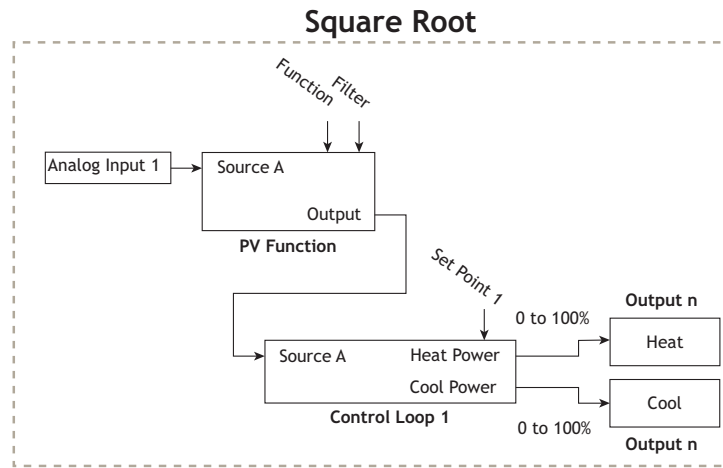 Square Root
Function
Filter
Analog Input 1
Source A
Output
PV Function
Set Point 1
0 to 100%
Output n
Source A
Heat Power
Heat
Cool Power
Cool
Control Loop 1
0 to 100%
Output n